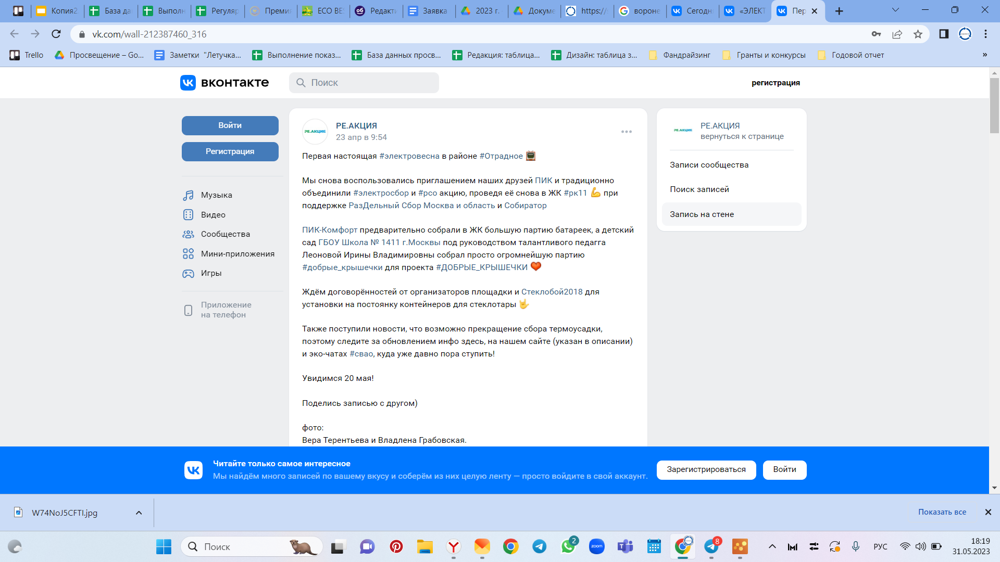 Копия2
База да
Выполн
Регуляр
Премия
ECO BE
Редакти
Заявка
2023 г.
Докуме
https://
вороне
Сегодн
«ЭЛЕКТ
Пер
vk.com/wall-212387460_316
Trello
Просвещение – Go...
Заметки "Летучка...
Выполнение показ...
База данных просв...
Редакция: таблица...
Дизайн: таблица з...
Фандрайзинг
Гранты и конкурсы
Годовой отчет
»
вконтакте
Поиск
регистрация
Войти
Регистрация
Музыка
Видео
Сообщества
Мини-приложения
Игры
Приложение
на телефон
РЕ.АКЦИЯ
РЕ.АКЦИЯ
23 апр в 9:54
Первая настоящая #электровесна в районе #Отрадное
Мы снова воспользовались приглашением наших друзей ПИК и традиционно
объединили #электросбор и #рсо акцию, проведя её снова в ЖК #рк11 при
поддержке РазДельный Сбор Москва и область и Собиратор
ПИК-Комфорт предварительно собрали в ЖК большую партию батареек, а детский
сад ГБОУ Школа № 1411 г.Москвы под руководством талантливого педагга
Леоновой Ирины Владимировны собрал просто огромнейшую партию
#добрые_крышечки для проекта #ДОБРЫЕ_КРЫШЕЧКИ
Ждём договорённостей от организаторов площадки и Стеклобой2018 для
установки на постоянку контейнеров для стеклотары
Также поступили новости, что возможно прекращение сбора термоусадки,
поэтому следите за обновлением инфо здесь, на нашем сайте (указан в описании)
и эко-чатах #свао, куда уже давно пора ступить!
Увидимся 20 мая!
Поделись записью с другом)
фото:
Вера Терентьева и Владлена Грабовская.
РЕ.АКЦИЯ
РЕ.АКЦИЯ
вернуться к странице
Записи сообщества
Поиск записей
Запись на стене
Читайте только самое интересное
Мы найдём много записей по вашему вкусу и соберём из них целую ленту — просто войдите в свой аккаунт.
Зарегистрироваться
Войти
W74NoJ5CFTI.jpg
Показать все
Поиск
zoom
2
8
РУС
18:19
31.05.2023